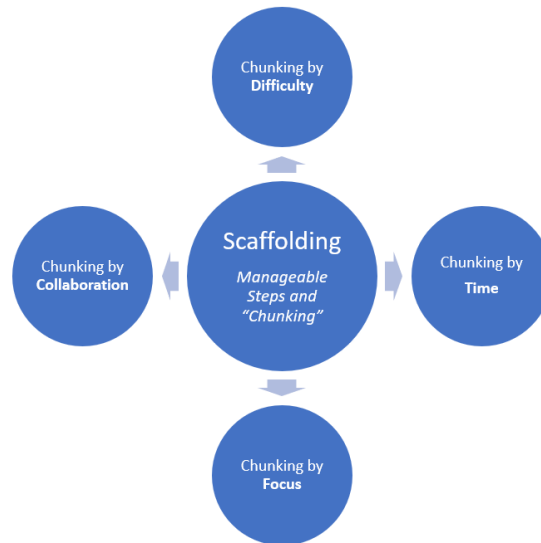 Chunking by
Difficulty
Chunking by
Collaboration
Scaffolding
Manageable
Steps and
“Chunking”
Chunking by
Time
Chunking by
Focus